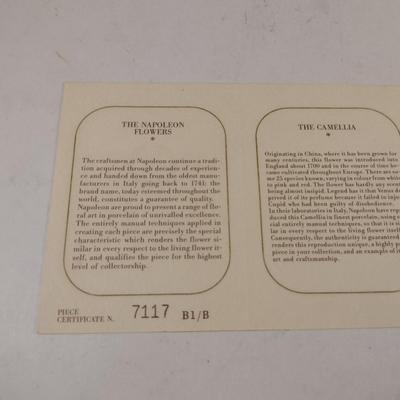 THE NAPOLEON
FLOWERS
*
The craftsmen at Napoleon continue a tradi-
tion acquired through decades of experien-
ce and handed down from the oldest manu-
facturers in Italy going back to 1741: the
brand name, today esteemed throughout the
world, constitutes a guarantee of quality.
Napoleon is proud to present a range of flo-
ral art in porcelain of unrivalled excellence.
The entirely manual techniques applied in
creating each piece are precisely the special
characteristic which renders the flower si-
milar in every respect to the living flower it-
self, and qualifies the piece for the highest
level of collectorship.
THE CAMELLIA
*
Originating in China, where it has been grown for
many centuries, this flower was introduced into
England about 1700 and in the course of time be-
came cultivated throughout Europe. There are so-
me 25 species known, varying in colour from white
to pink and red. The flower has hardly any scent
being almost Legend has it that Venus de-
prived it of its perfume because it failed to
Cupid who had been guilty of disobedience.
In their laboratories in Italy, Napoleon have repro-
duced this Camellia in finest porcelain, using
cial entirely manual techniques, so that it is
lar in every respect to the living flower itself.
Consequently, the authenticity is guaranteed
renders this reproduction unique, a highly
piece in your collection, and an example of
art and craftsmanship.
PIECE
CERTIFICATE N. 7117 B1/B